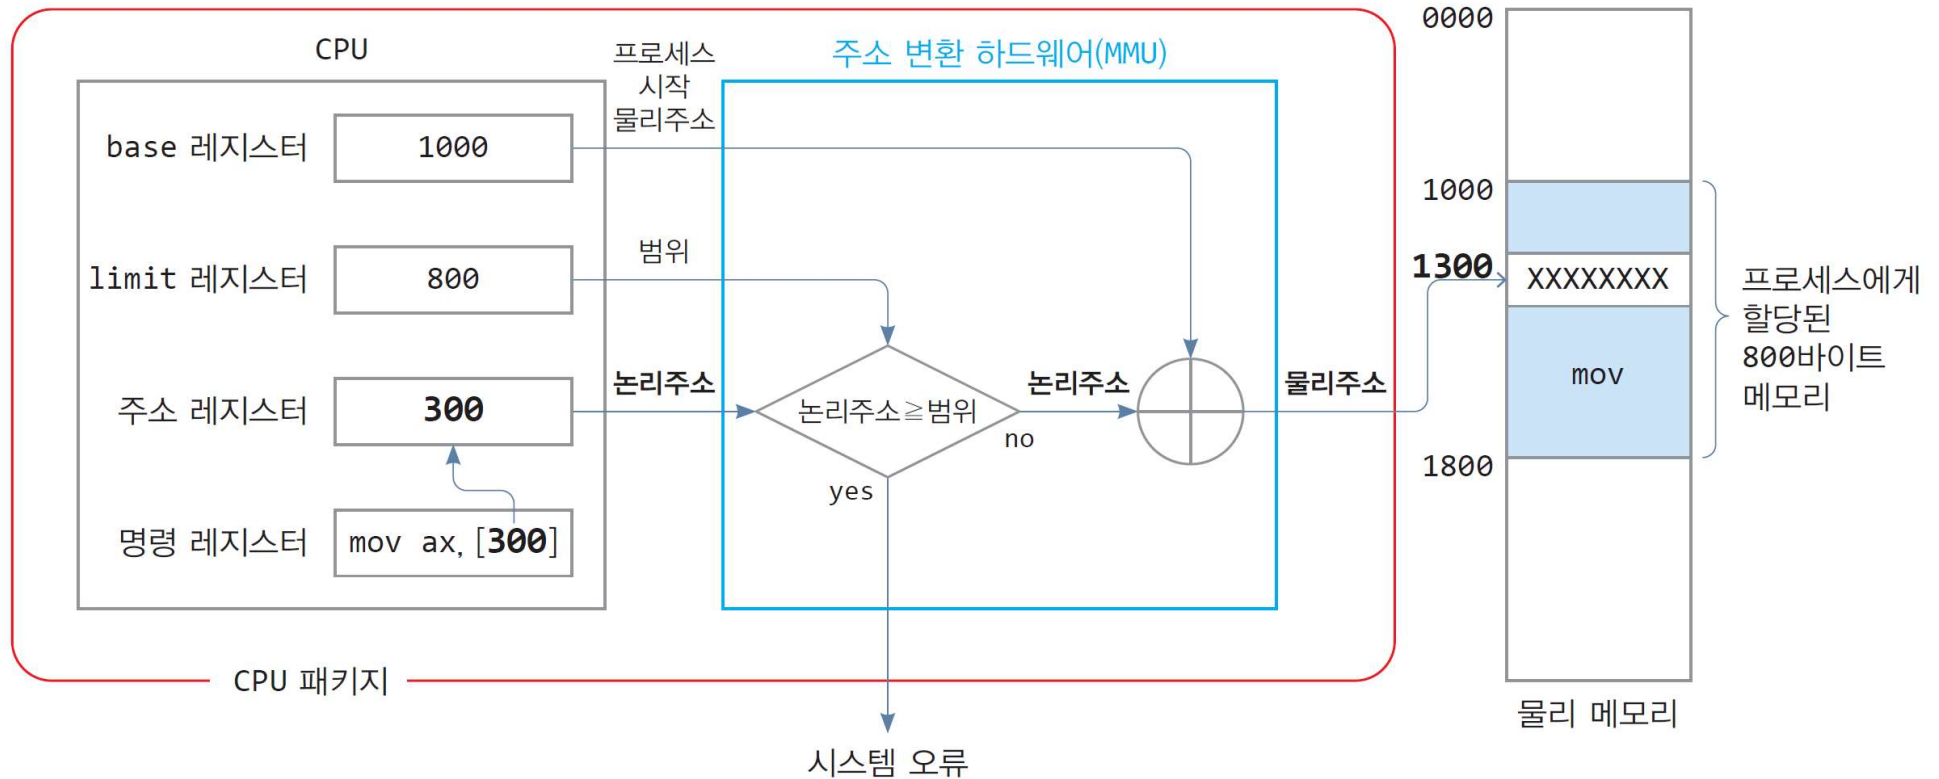 CPU
base 레지스터
1000
limit 레지스터
800
주소 레지스터
300
명령 레지스터
mov ax, [300]
프로세스
시작
물리주소
범위
논리주소
주소 변환 하드웨어(MMU)
논리주소≧범위
no
yes
논리주소
물리주소
시스템 오류
CPU 패키지
0000
1000
1300
1800
XXXXXXXX
mov
물리 메모리
프로세스에게
할당된
800바이트
메모리